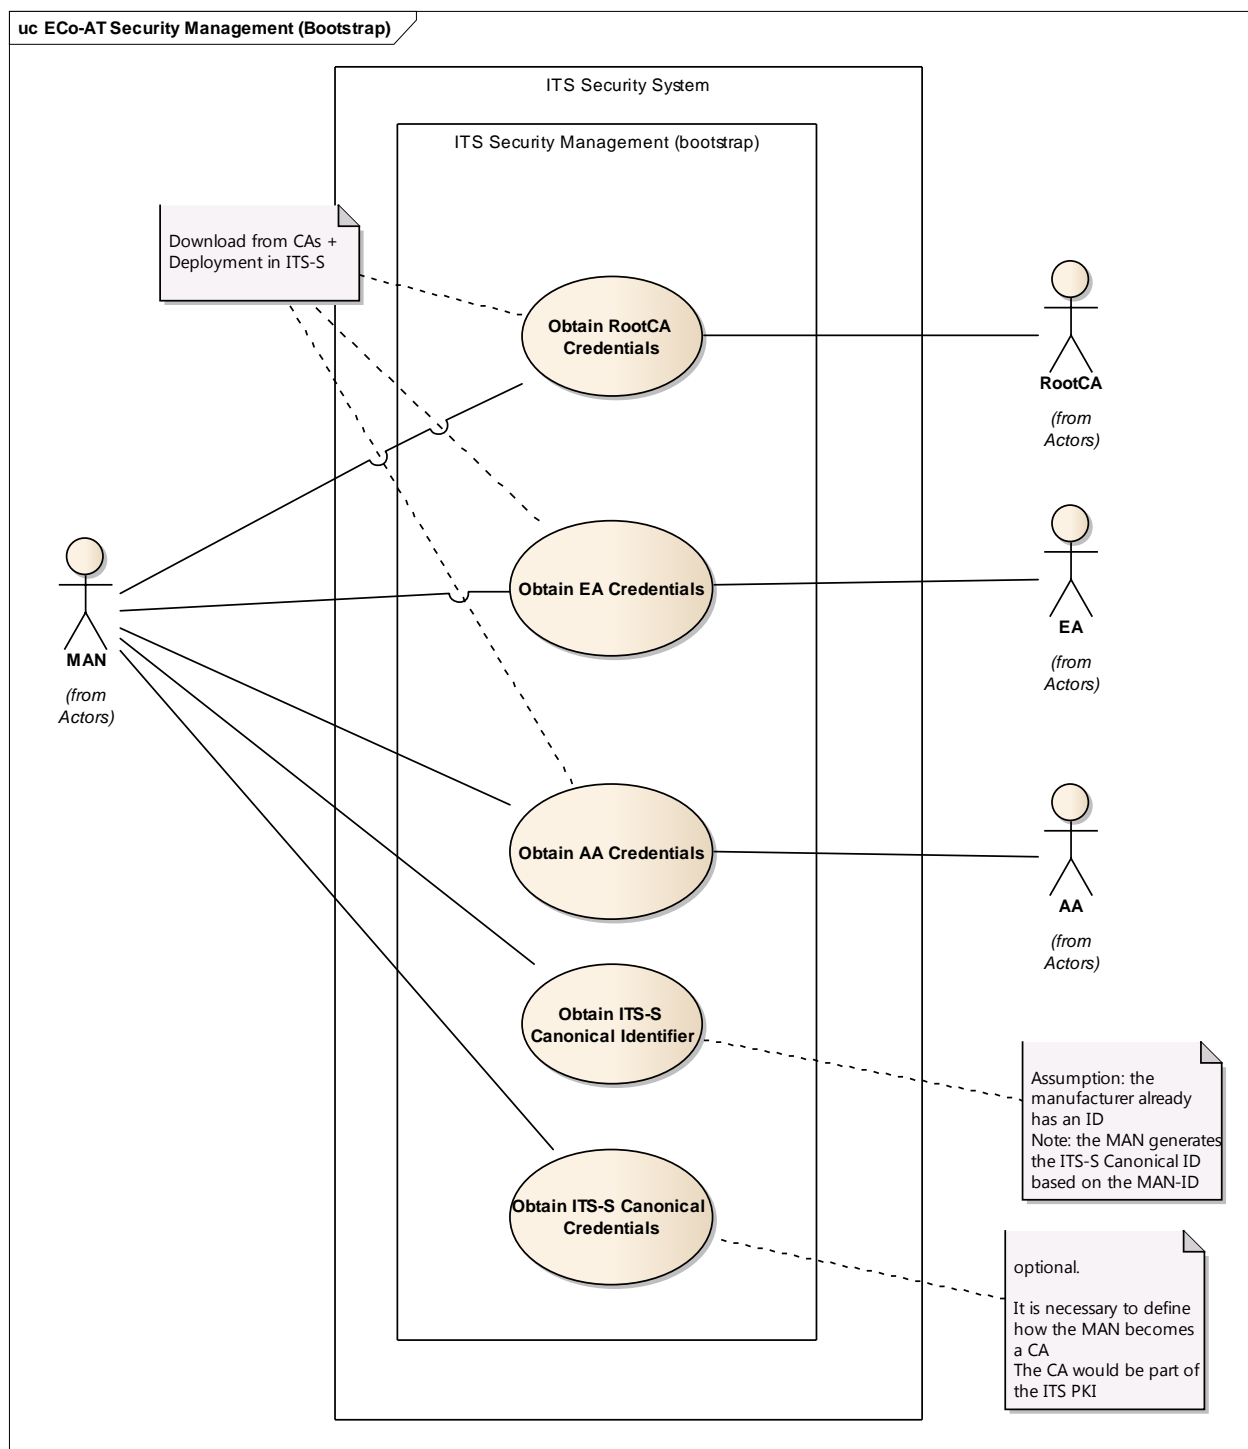 uc ECo-AT Security Management (Bootstrap)
ITS Security System
ITS Security Management (bootstrap)
Download from CAs +
Deployment in ITS-S
Obtain RootCA
Credentials
RootCA
(from
Actors)
Obtain EA Credentials
EA
(from
Actors)
MAN
(from
Actors)
Obtain AA Credentials
AA
(from
Actors)
Obtain ITS-S
Canonical Identifier
Assumption: the
manufacturer already
has an ID
Note: the MAN generates
the ITS-S Canonical ID
based on the MAN-ID
Obtain ITS-S Canonical
Credentials
optional.
It is necessary to define
how the MAN becomes
a CA
The CA would be part of
the ITS PKI